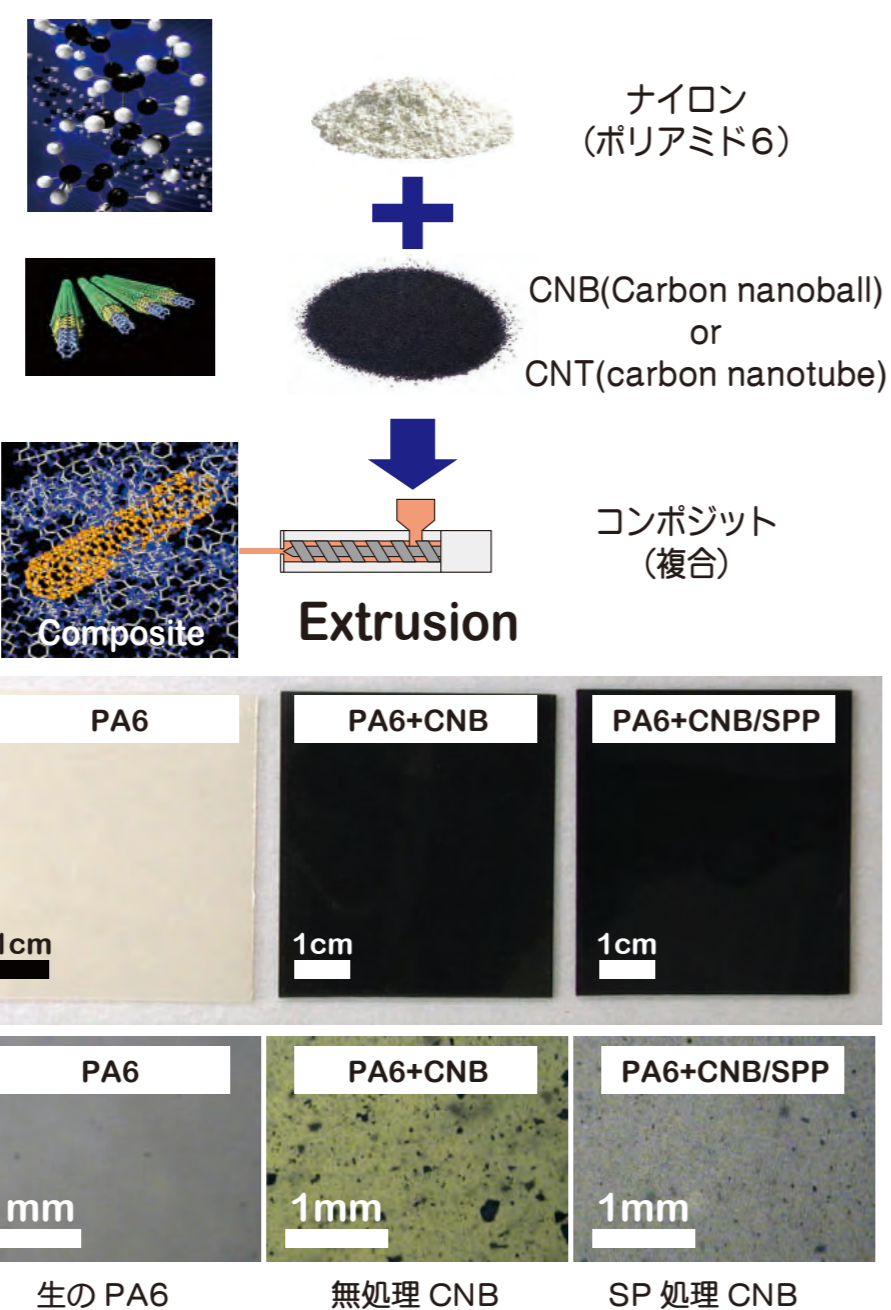 ナイロン
（ポリアミド６）
CNB(Carbon nanoball)
or
CNT(carbon nanotube)
コンポジット
（複合）
Composite
Extrusion
PA6
PA6+CNB
PA6+CNB/SPP
1cm
1cm
1cm
PA6
PA6+CNB
PA6+CNB/SPP
mm
1mm
1mm
生の PA6
無処理 CNB
SP 処理 CNB